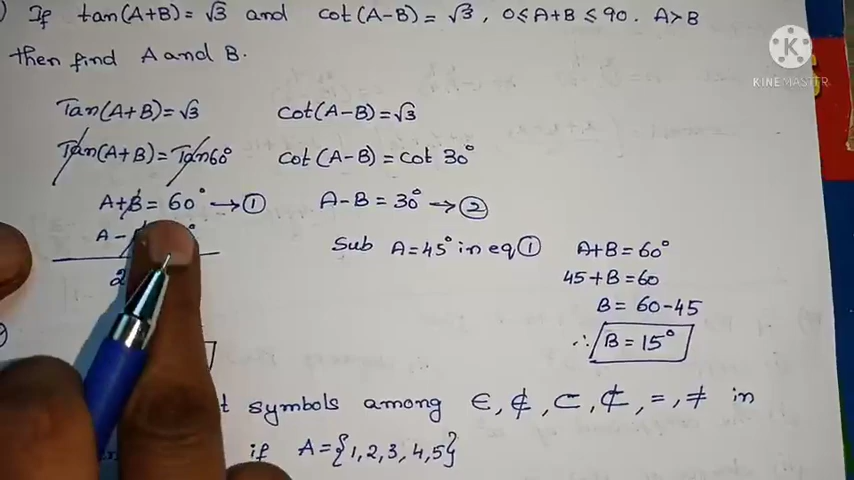 ) If tan(A+B)=√3 and cot(A-B)=√3, 0≤A+B≤90. A>B
then find A and B.
Tan(A+B)=√3 cot(A-B)=√3
Tan(A+B)=Tan60° cot(A-B)=cot 30°
A+B=60° → ① A-B=30° → ②
A-
2
Sub A=45° in eq ① A+B=60°
45+B=60
B=60-45
∴ B=15°
symbols among ∈, ∉, ⊂, ⊄, =, ≠ in
if A={1,2,3,4,5}
KINEMASTER